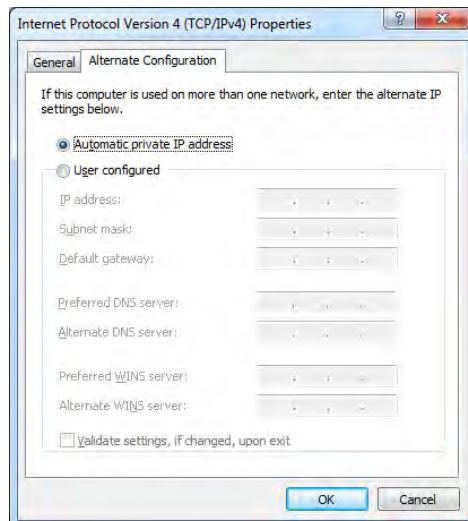 Internet Protocol Version 4 (TCP/IPv4) Properties
General
Alternate Configuration
If this computer is used on more than one network, enter the alternate IP
settings below.
Automatic private IP address
User configured
IP address:
Subnet mask:
Default gateway:
Preferred DNS server:
Alternate DNS server:
Preferred WINS server:
Alternate WINS server:
Validate settings, if changed, upon exit
OK
Cancel